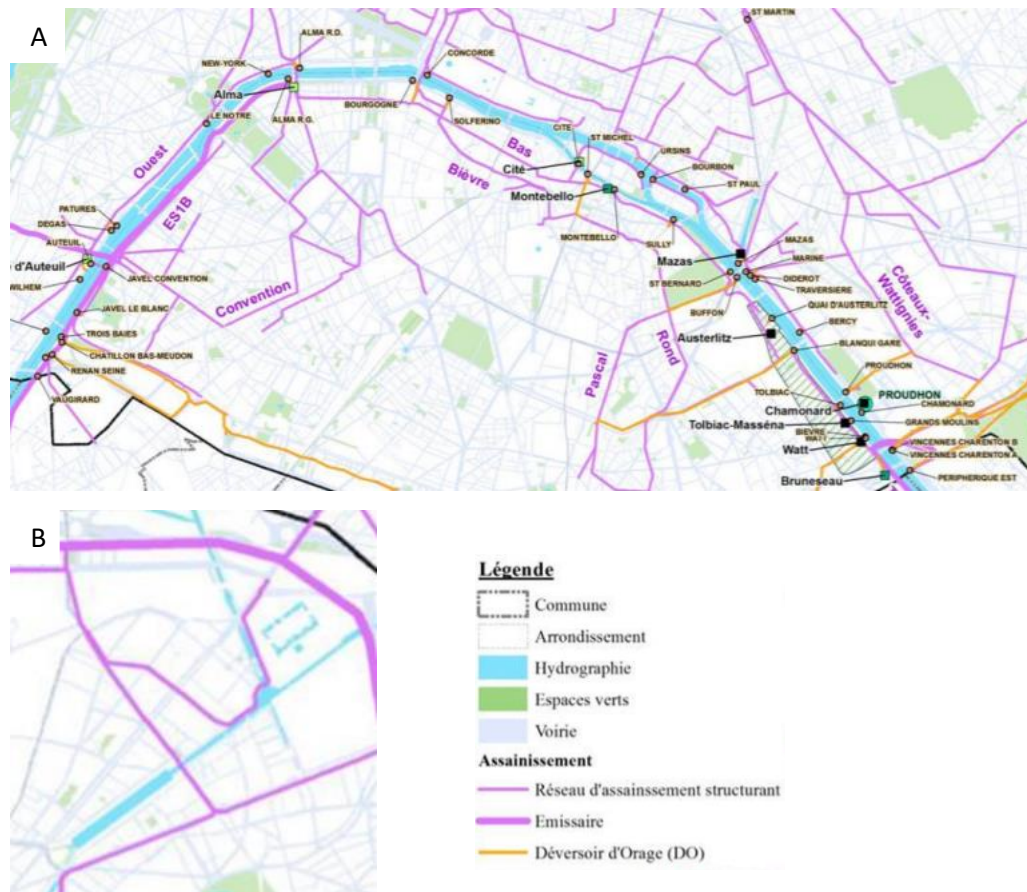 A
ST MARTIN
ALMA R.D.
CONCORDE
NEW-YORK
Alma
BOURGOGNE
LE NOTRE
ALMA R.G.
SOLFERINO
CITE
ST MICHEL
Ouest
Bas
URSINS
Cité
BOURBON
Bièvre
ST PAUL
ES1B
Montebello
PATURES
DEGAS
MONTEBELLO
SULLY
AUTEUIL
MAZAS
Mazas
MARINE
d'Auteuil
JAVEL CONVENTION
ST BERNARD
DIDEROT
WILHEM
TRAVERSIERE
Côteaux-
Wattignies
Convention
BUFFON
QUAI D'AUSTERLITZ
JAVEL LE BLANC
Austerlitz
BERCY
TROIS BAIES
Rond
BLANQUI GARE
CHATILLON BAS-MEUDON
Pascal
RENAN SEINE
PROUDHON
TOLBIAC
PROUDHON
VAUGIRARD
Chamonard
CHAMONARD
Tolbiac-Masséna
GRANDS MOULINS
BIEVRE
WATT
Watt
VINCENNES CHARENTON B
VINCENNES CHARENTON A
PERIPHERIQUE EST
Bruneseau
B
Légende
Commune
Arrondissement
Hydrographie
Espaces verts
Voirie
Assainissement
Réseau d'assainssement structurant
Emissaire
Déversoir d'Orage (DO)